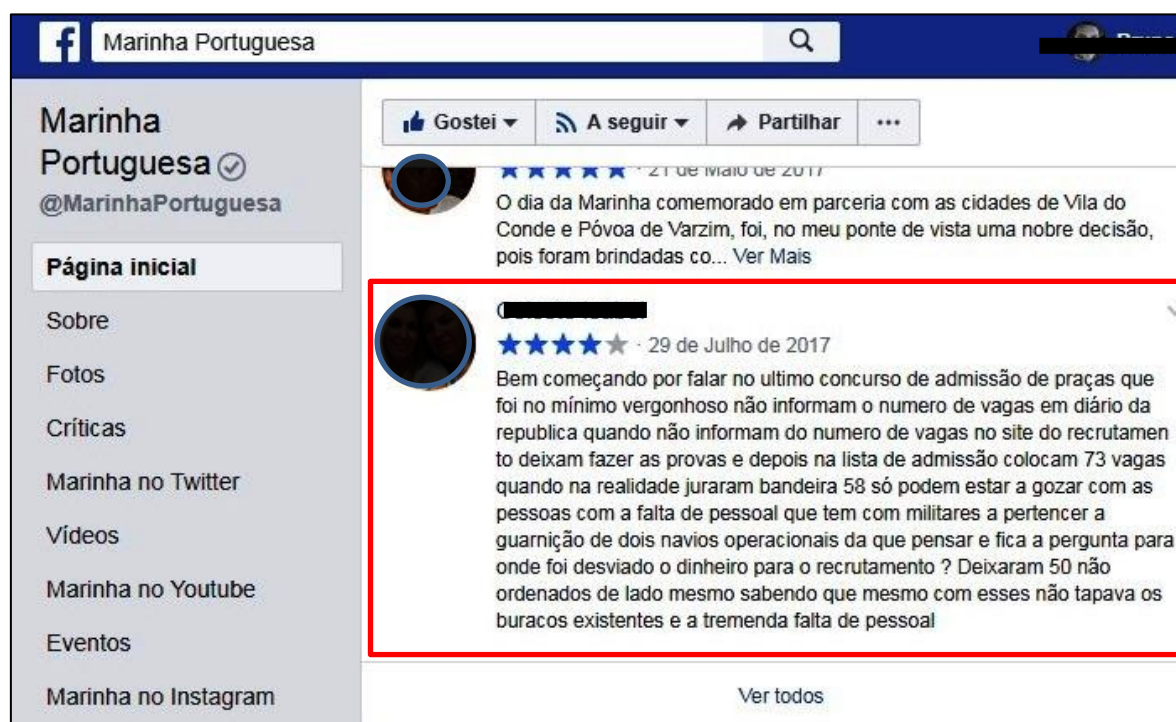 f
Marinha Portuguesa
Marinha
Portuguesa
@MarinhaPortuguesa
Página inicial
Sobre
Fotos
Críticas
Marinha no Twitter
Vídeos
Marinha no Youtube
Eventos
Marinha no Instagram
Gostei
A seguir
Partilhar
...
· 21 de Maio de 2017
O dia da Marinha comemorado em parceria com as cidades de Vila do
Conde e Póvoa de Varzim, foi, no meu ponte de vista uma nobre decisão,
pois foram brindadas co... Ver Mais
· 29 de Julho de 2017
Bem começando por falar no ultimo concurso de admissão de praças que
foi no mínimo vergonhoso não informam o numero de vagas em diário da
republica quando não informam do numero de vagas no site do recrutamen
to deixam fazer as provas e depois na lista de admissão colocam 73 vagas
quando na realidade juraram bandeira 58 só podem estar a gozar com as
pessoas com a falta de pessoal que tem com militares a pertencer a
guarnição de dois navios operacionais da que pensar e fica a pergunta para
onde foi desviado o dinheiro para o recrutamento ? Deixaram 50 não
ordenados de lado mesmo sabendo que mesmo com esses não tapava os
buracos existentes e a tremenda falta de pessoal
Ver todos